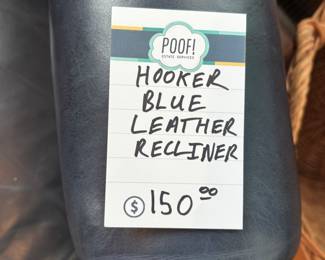 POOF!
ESTATE SERVICES
HOOKER
BLUE
LEATHER
RECLINER
$ 150.00